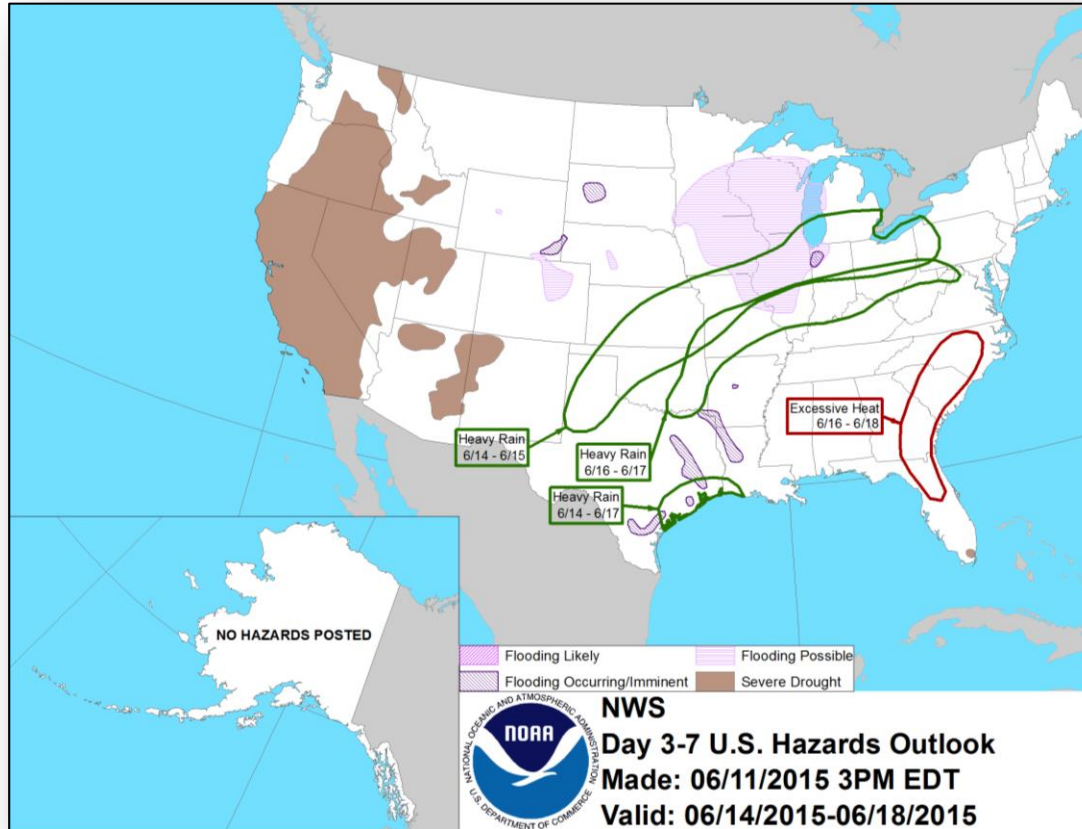 Heavy Rain
6/14 - 6/15
Heavy Rain
6/16 - 6/17
Heavy Rain
6/14 - 6/17
Excessive Heat
6/16 - 6/18
NO HAZARDS POSTED
Flooding Likely
Flooding Possible
Flooding Occurring/Imminent
Severe Drought
NATIONAL OCEANIC AND ATMOSPHERIC ADMINISTRATION
U.S. DEPARTMENT OF COMMERCE
NOAA
NWS
Day 3-7 U.S. Hazards Outlook
Made: 06/11/2015 3PM EDT
Valid: 06/14/2015-06/18/2015